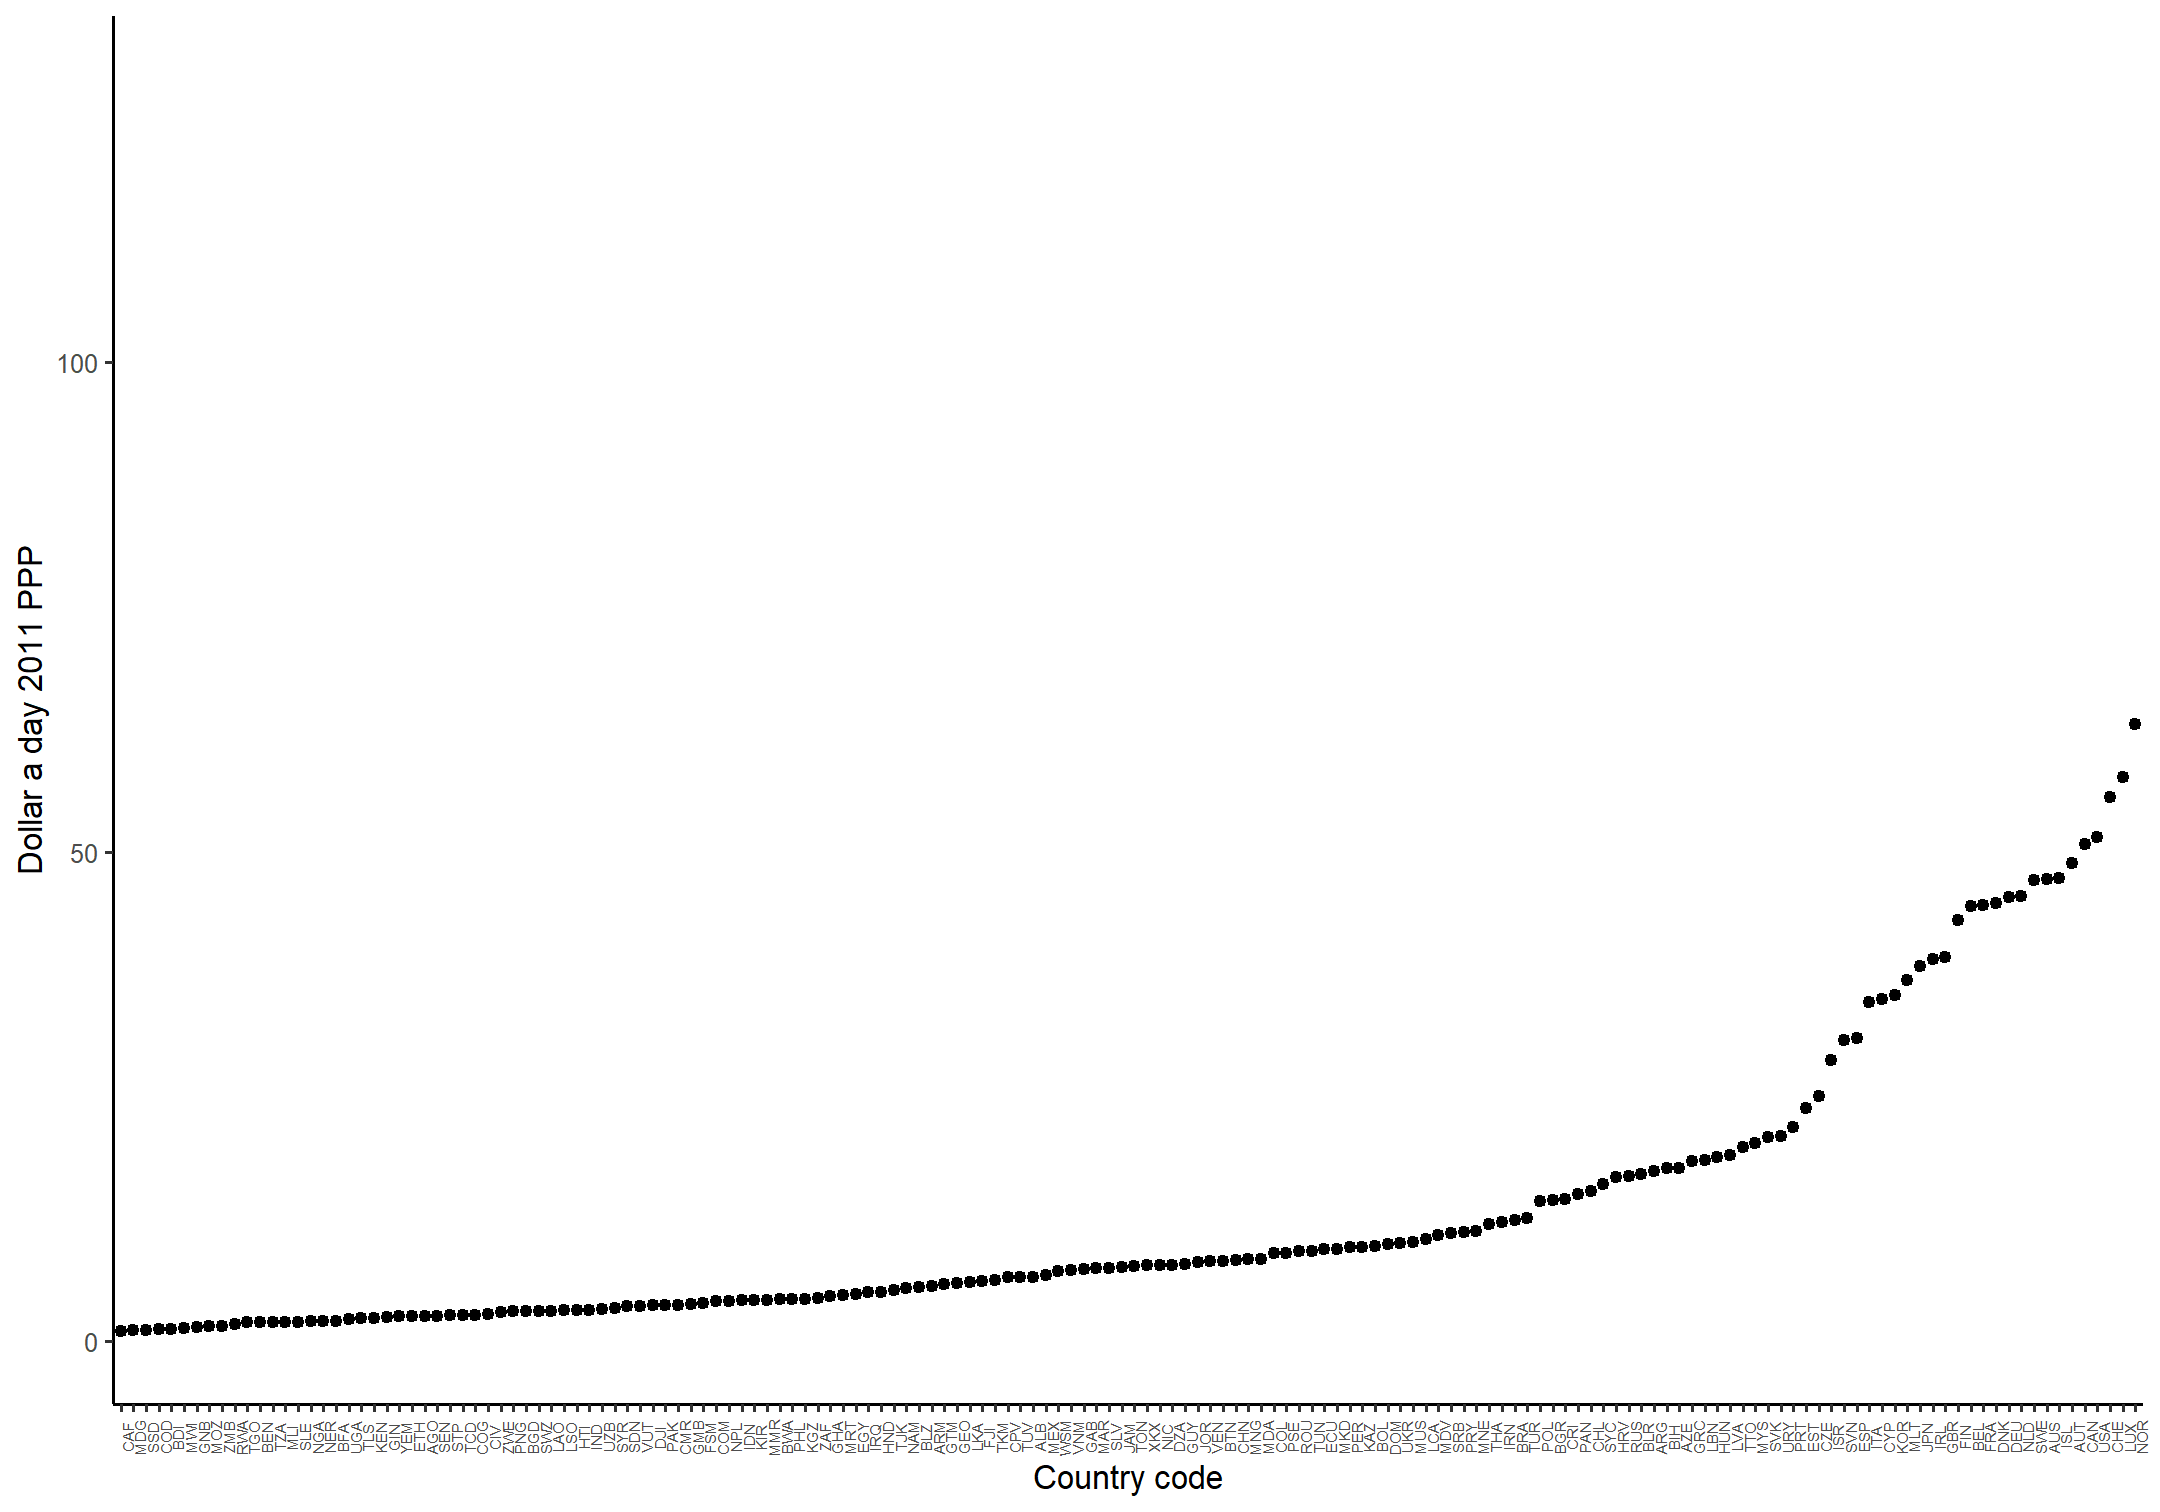 100
50
0
Dollar a day 2011 PPP
CAF MDG SSD COD BDI MWI GNB MOZ ZMB RWA TGO BEN TZA MLI SLE NGA NER BFA UGA TLS KEN GIN YEM ETH AGO SEN STP TCD COG CIV ZWE PNG BGD SWZ LAO LSO HTI IND UZB SYR SDN VUT DJI PAK CMR GMB FSM COM NPL IDN KIR MMR BWA PHL KGZ ZAF GHA MRT EGY IRQ HND TJK NAM BLZ ARM GTM GEO LKA FJI TKM CPV TUV ALB MEX WSM VNM GAB MAR SLV JAM TON XKX NIC DZA GUY JOR VEN BTN CHN MNG MDA COL PSE ROU TUN ECU MKD PER KAZ BOL DOM UKR MUS LCA MDV SRB MNE THA IRN BRA TUR POL BGR CRI PAN CHL SYC HRV RUS BLR ARG BIH AZE GRC LBN HUN LVA TTO MYS SVK URY PRT EST CZE ISR SVN ESP ITA CYP KOR MLT JPN IRL GBR FIN BEL FRA DNK DEU NLD SWE AUS ISL AUT CAN USA CHE LUX NOR
Country code